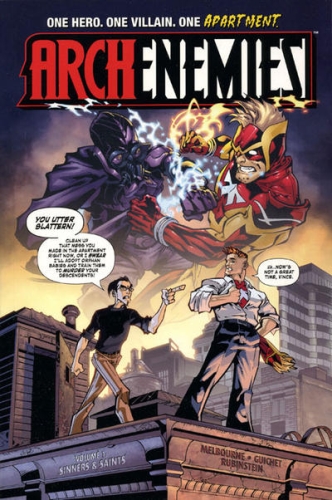 ONE HERO. ONE VILLAIN. ONE APARTMENT.
ARCHENEMIES
YOU UTTER
SLATTERN!
CLEAN UP
THAT MESS YOU
MADE IN THE APARTMENT
RIGHT NOW, OR I SWEAR
I'LL ADOPT ORPHAN
BABIES AND TRAIN THEM
TO MURDER YOUR
DESCENDENTS!
UH...NOW'S
NOT A GREAT
TIME, VINCE.
VOLUME 1
SINNERS & SAINTS
MELBOURNE - GUICHET
RUBINSTEIN